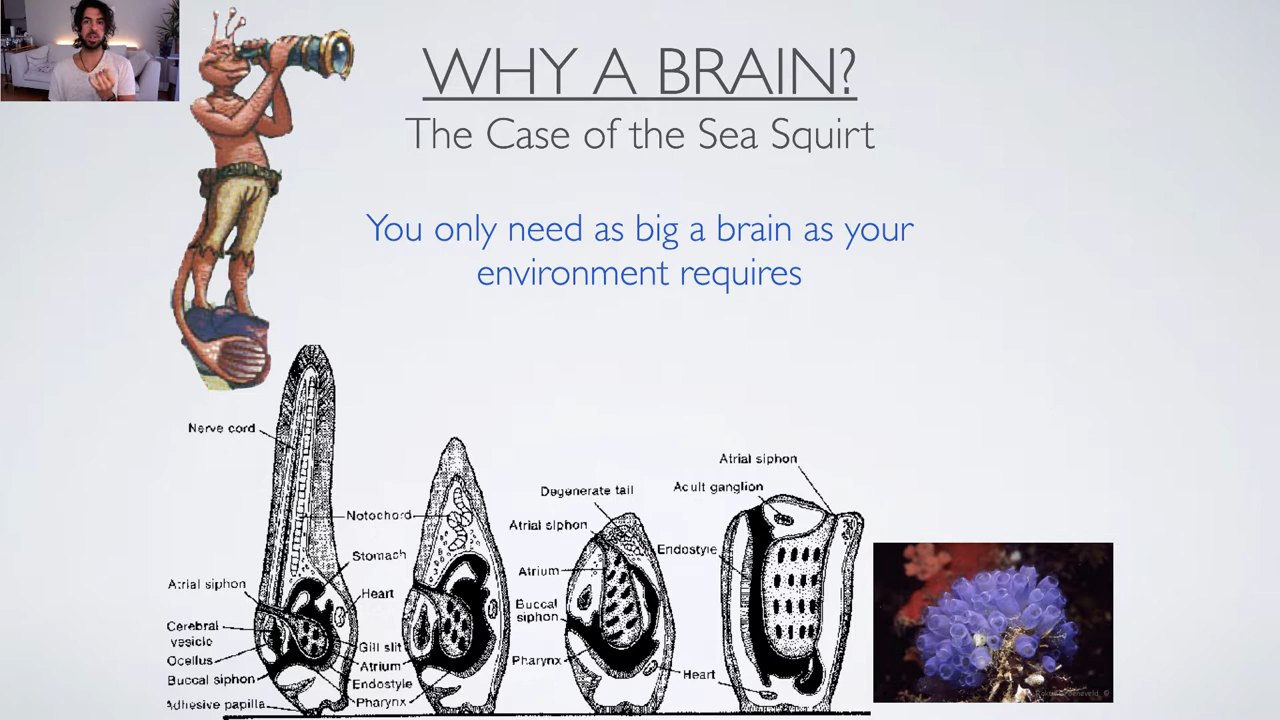 WHY A BRAIN?
The Case of the Sea Squirt
You only need as big a brain as your
environment requires
Nerve cord
Notochord
Stomach
Atrial siphon
Heart
Cerebral
vesicle
Gill slit
Ocellus
Atrium
Buccal siphon
Endostyle
Adhesive papilla
Pharynx
Degenerate tail
Atrial siphon
Atrium
Buccal
siphon
Pharynx
Heart
Atrial siphon
Acult ganglion
Endostyle